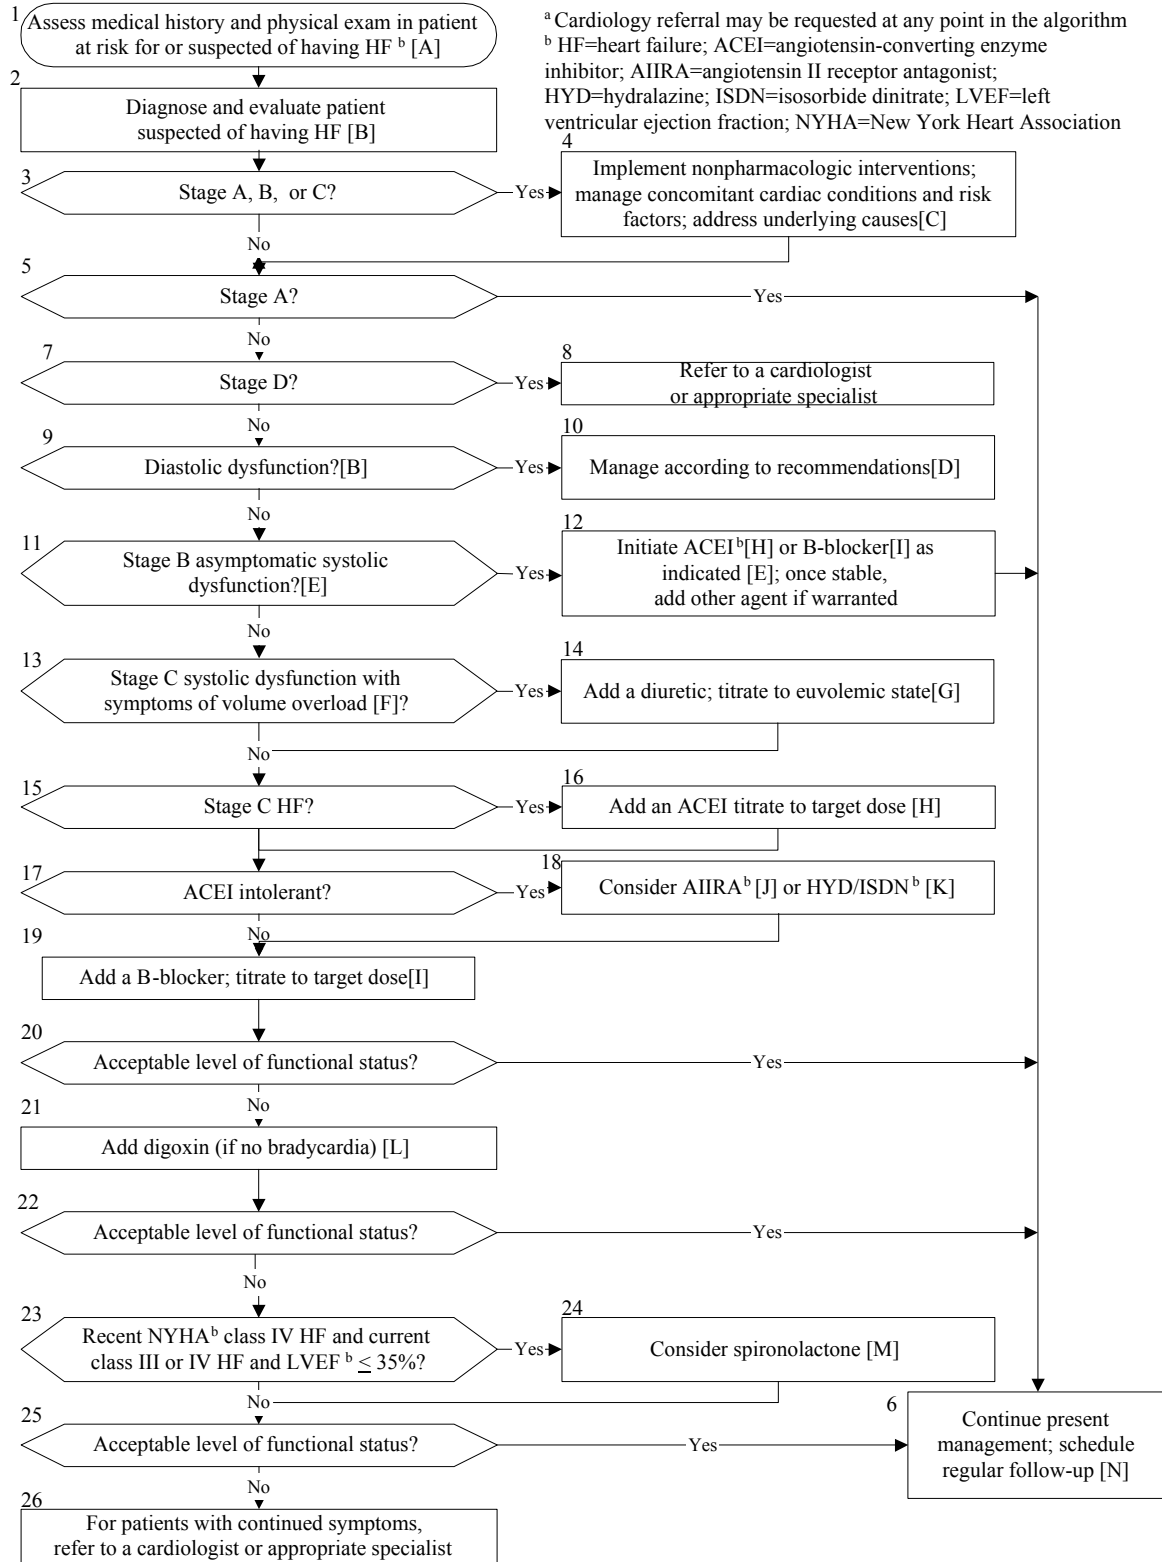 1
Assess medical history and physical exam in patient
at risk for or suspected of having HF b [A]
a Cardiology referral may be requested at any point in the algorithm
b HF=heart failure; ACEI=angiotensin-converting enzyme
inhibitor; AIIRA=angiotensin II receptor antagonist;
HYD=hydralazine; ISDN=isosorbide dinitrate; LVEF=left
ventricular ejection fraction; NYHA=New York Heart Association
2
Diagnose and evaluate patient
suspected of having HF [B]
3
Stage A, B, or C?
Yes
No
4
Implement nonpharmacologic interventions;
manage concomitant cardiac conditions and risk
factors; address underlying causes[C]
5
Stage A?
Yes
No
7
Stage D?
Yes
No
8
Refer to a cardiologist
or appropriate specialist
9
Diastolic dysfunction?[B]
Yes
No
10
Manage according to recommendations[D]
11
Stage B asymptomatic systolic
dysfunction?[E]
Yes
No
12
Initiate ACEI b [H] or B-blocker[I] as
indicated [E]; once stable,
add other agent if warranted
13
Stage C systolic dysfunction with
symptoms of volume overload [F]?
Yes
No
14
Add a diuretic; titrate to euvolemic state[G]
15
Stage C HF?
Yes
16
Add an ACEI titrate to target dose [H]
17
ACEI intolerant?
Yes
No
18
Consider AIIRA b [J] or HYD/ISDN b [K]
19
Add a B-blocker; titrate to target dose[I]
20
Acceptable level of functional status?
Yes
No
21
Add digoxin (if no bradycardia) [L]
22
Acceptable level of functional status?
Yes
No
23
Recent NYHA b class IV HF and current
class III or IV HF and LVEF b ≤ 35%?
Yes
No
24
Consider spironolactone [M]
25
Acceptable level of functional status?
Yes
No
6
Continue present
management; schedule
regular follow-up [N]
26
For patients with continued symptoms,
refer to a cardiologist or appropriate specialist